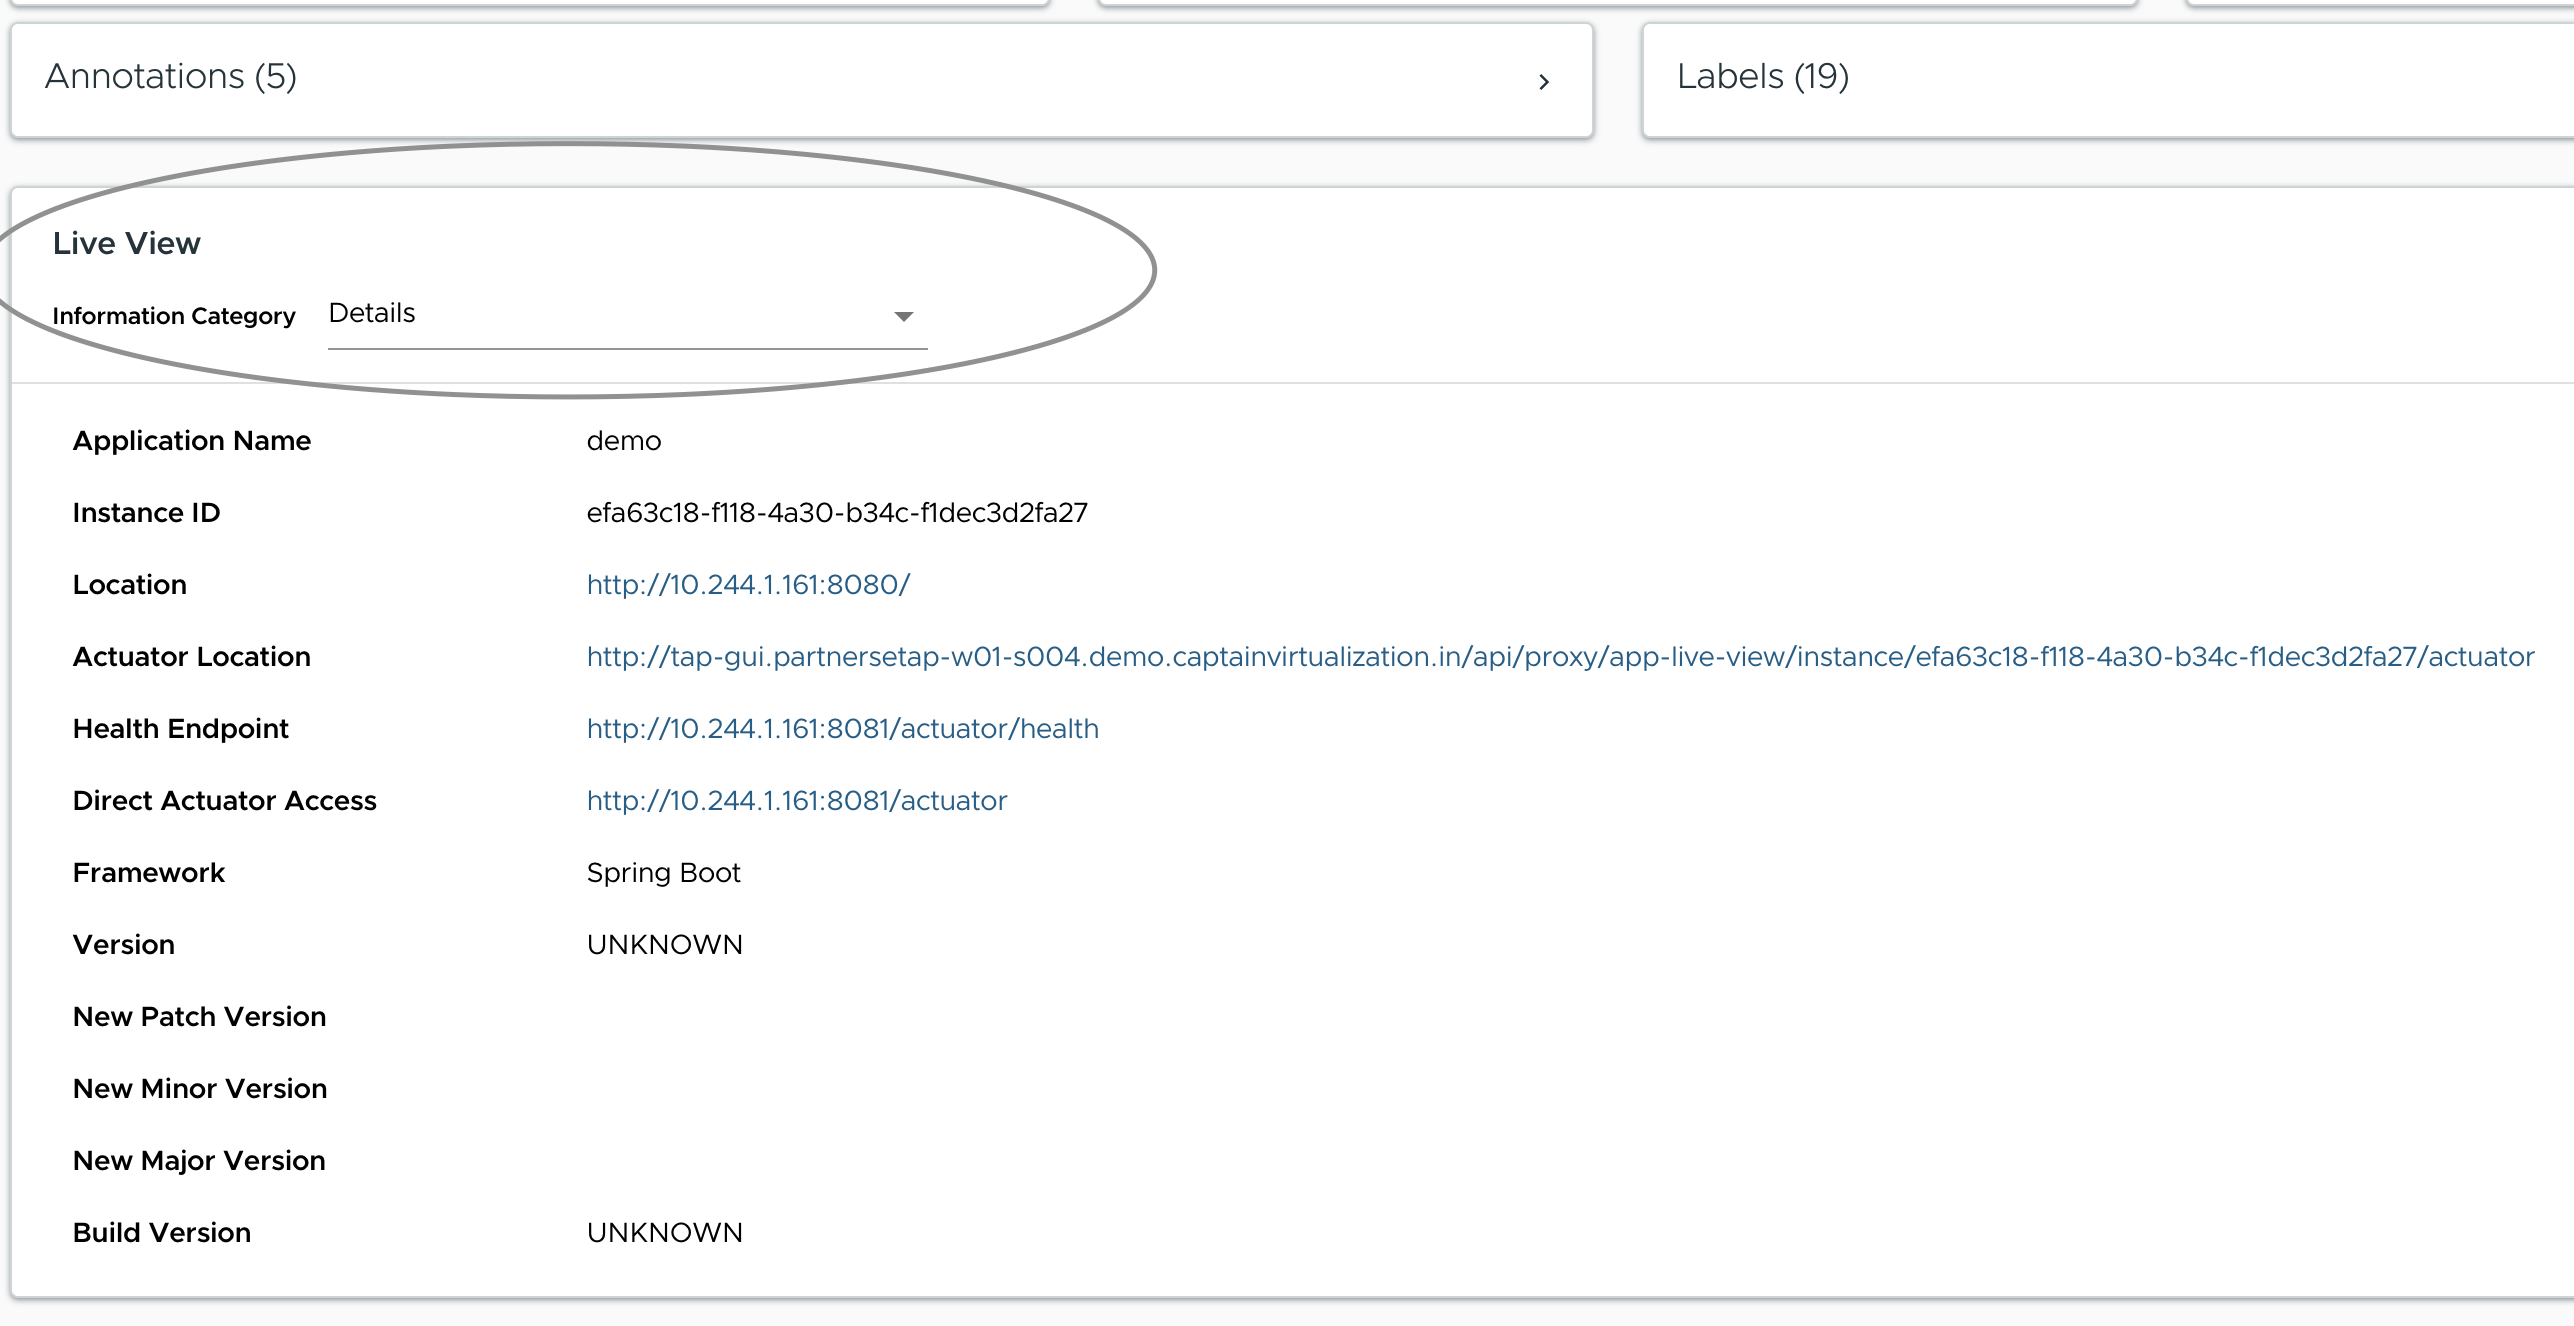 Annotations (5)
Labels (19)
Live View
Information Category Details
Application Name demo
Instance ID efa63c18-f118-4a30-b34c-f1dec3d2fa27
Location http://10.244.1.161:8080/
Actuator Location http://tap-gui.partnersetap-w01-s004.demo.captainvirtualization.in/api/proxy/app-live-view/instance/efa63c18-f118-4a30-b34c-f1dec3d2fa27/actuator
Health Endpoint http://10.244.1.161:8081/actuator/health
Direct Actuator Access http://10.244.1.161:8081/actuator
Framework Spring Boot
Version UNKNOWN
New Patch Version
New Minor Version
New Major Version
Build Version UNKNOWN